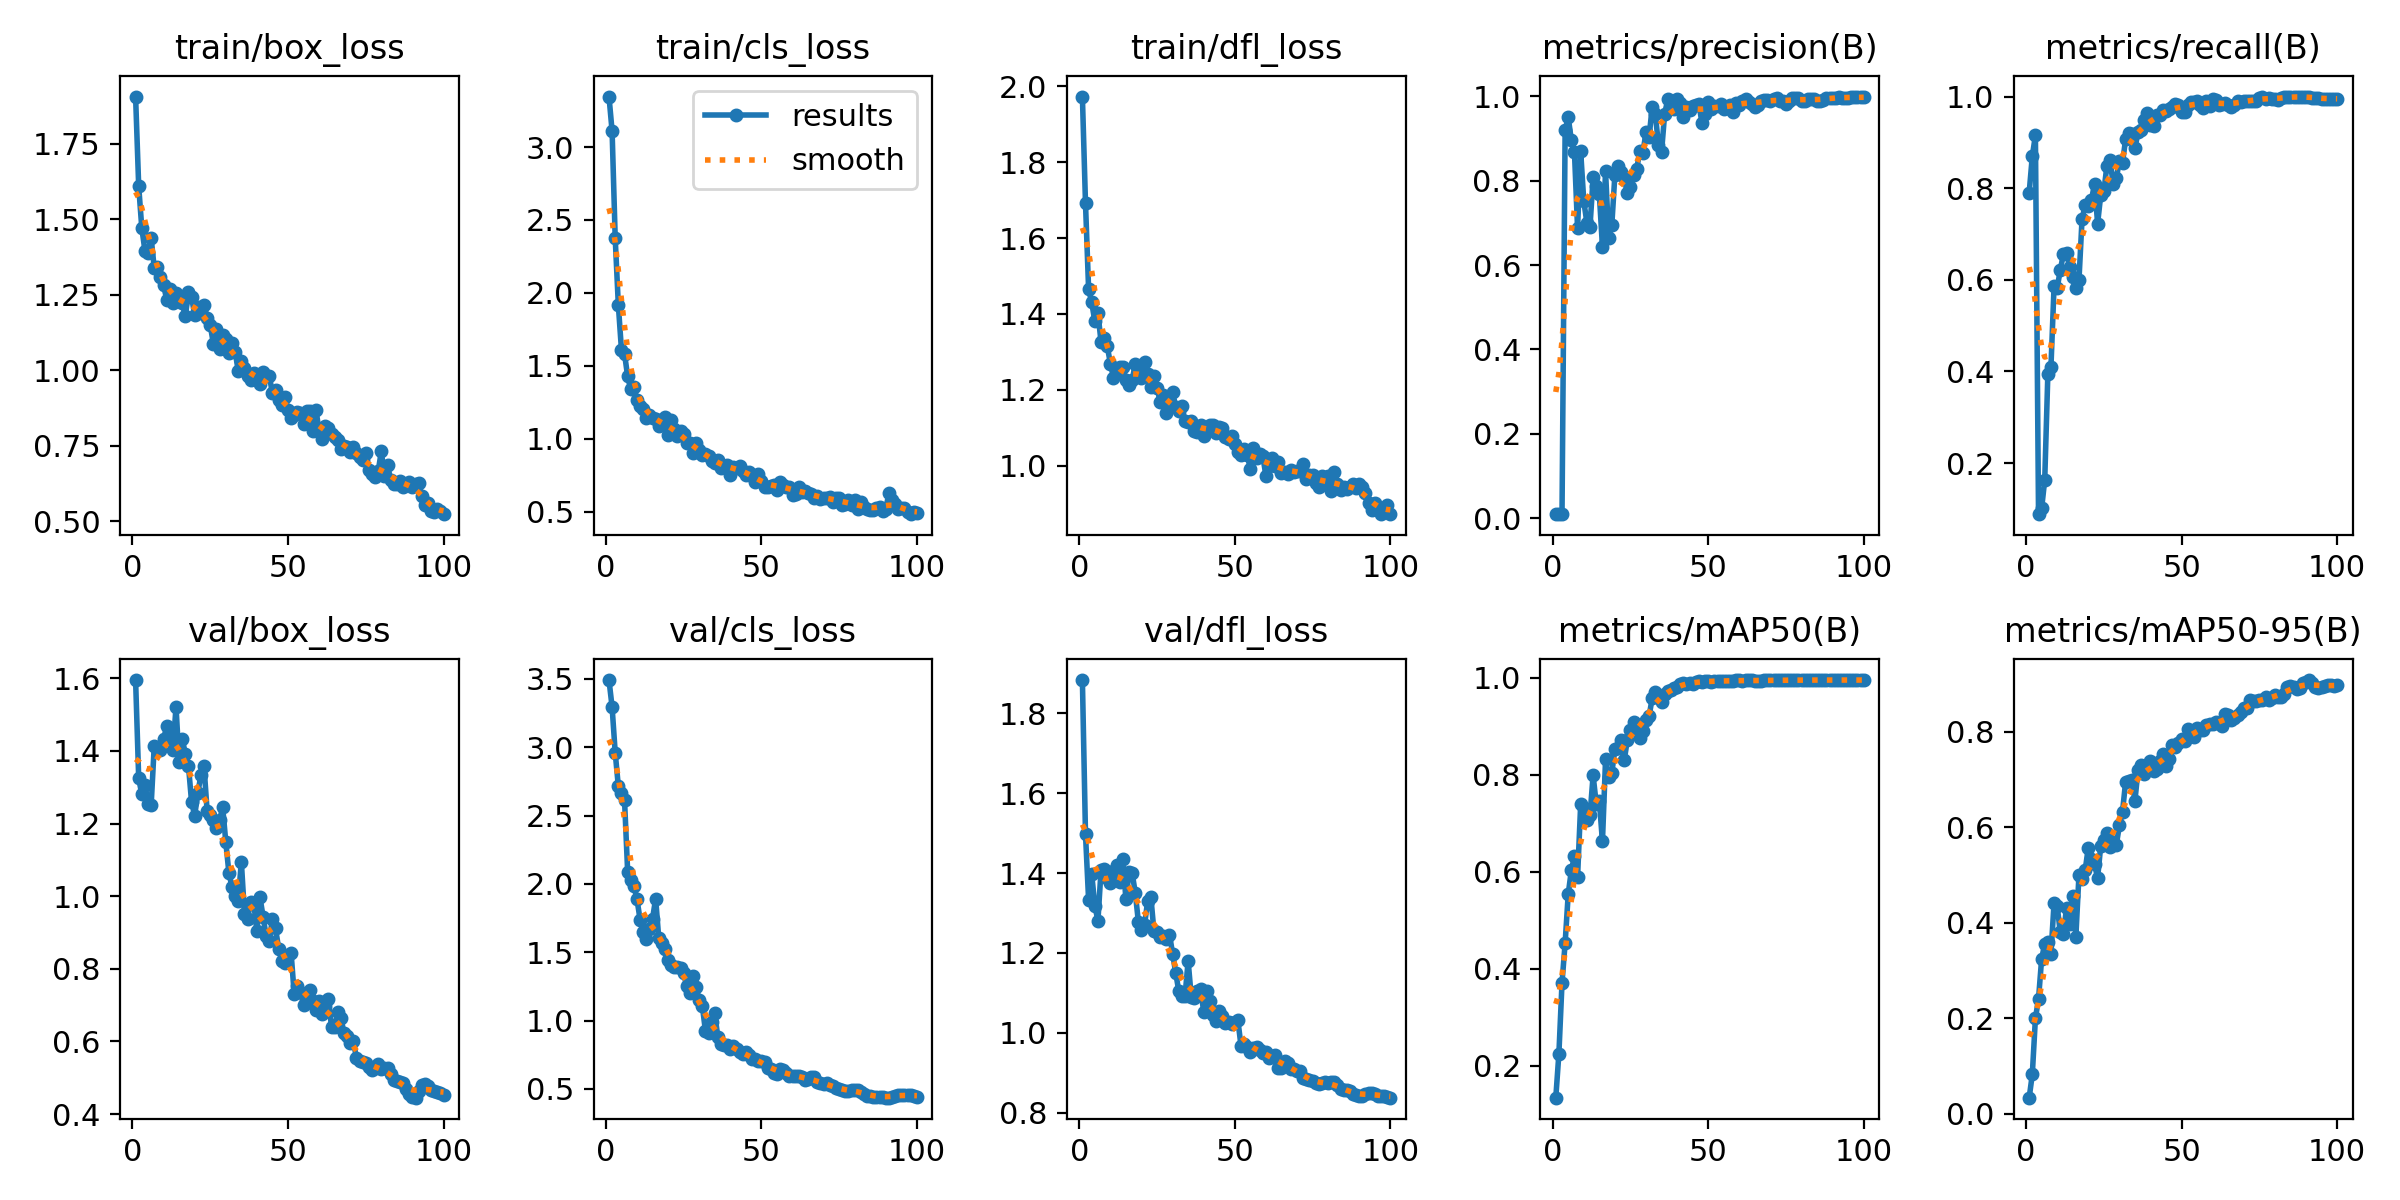 train/box_loss
1.75
1.50
1.25
1.00
0.75
0.50
0 50 100
train/cls_loss
results
smooth
3.0
2.5
2.0
1.5
1.0
0.5
0 50 100
train/dfl_loss
2.0
1.8
1.6
1.4
1.2
1.0
0 50 100
metrics/precision(B)
1.0
0.8
0.6
0.4
0.2
0.0
0 50 100
metrics/recall(B)
1.0
0.8
0.6
0.4
0.2
0 50 100
val/box_loss
1.6
1.4
1.2
1.0
0.8
0.6
0.4
0 50 100
val/cls_loss
3.5
3.0
2.5
2.0
1.5
1.0
0.5
0 50 100
val/dfl_loss
1.8
1.6
1.4
1.2
1.0
0.8
0 50 100
metrics/mAP50(B)
1.0
0.8
0.6
0.4
0.2
0 50 100
metrics/mAP50-95(B)
0.8
0.6
0.4
0.2
0.0
0 50 100